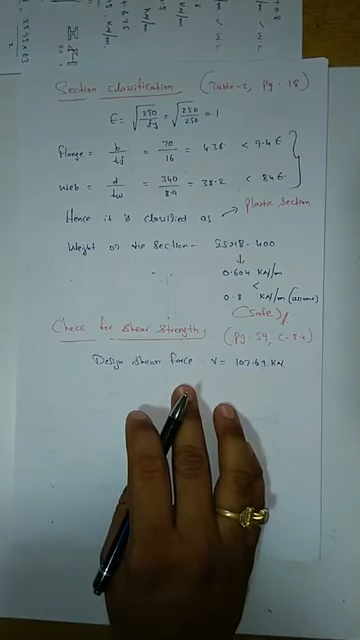 Section Classification (Table-2, Pg: 18)
ϵ = √250/fy = √250/250 = 1
flange = b/tf = 70/16 = 4.38 < 9.4ϵ
Web = d/tw = 340/8.9 = 38.2 < 84ϵ
Hence it is classified as → Plastic Section
Weight of the Section -
0.604 KN/m
<
0.8 KN/m (assume)
(Safe)
Check for Shear Strength: (Pg: 59, C-8.4)
Design Shear force V = 107.69 KN